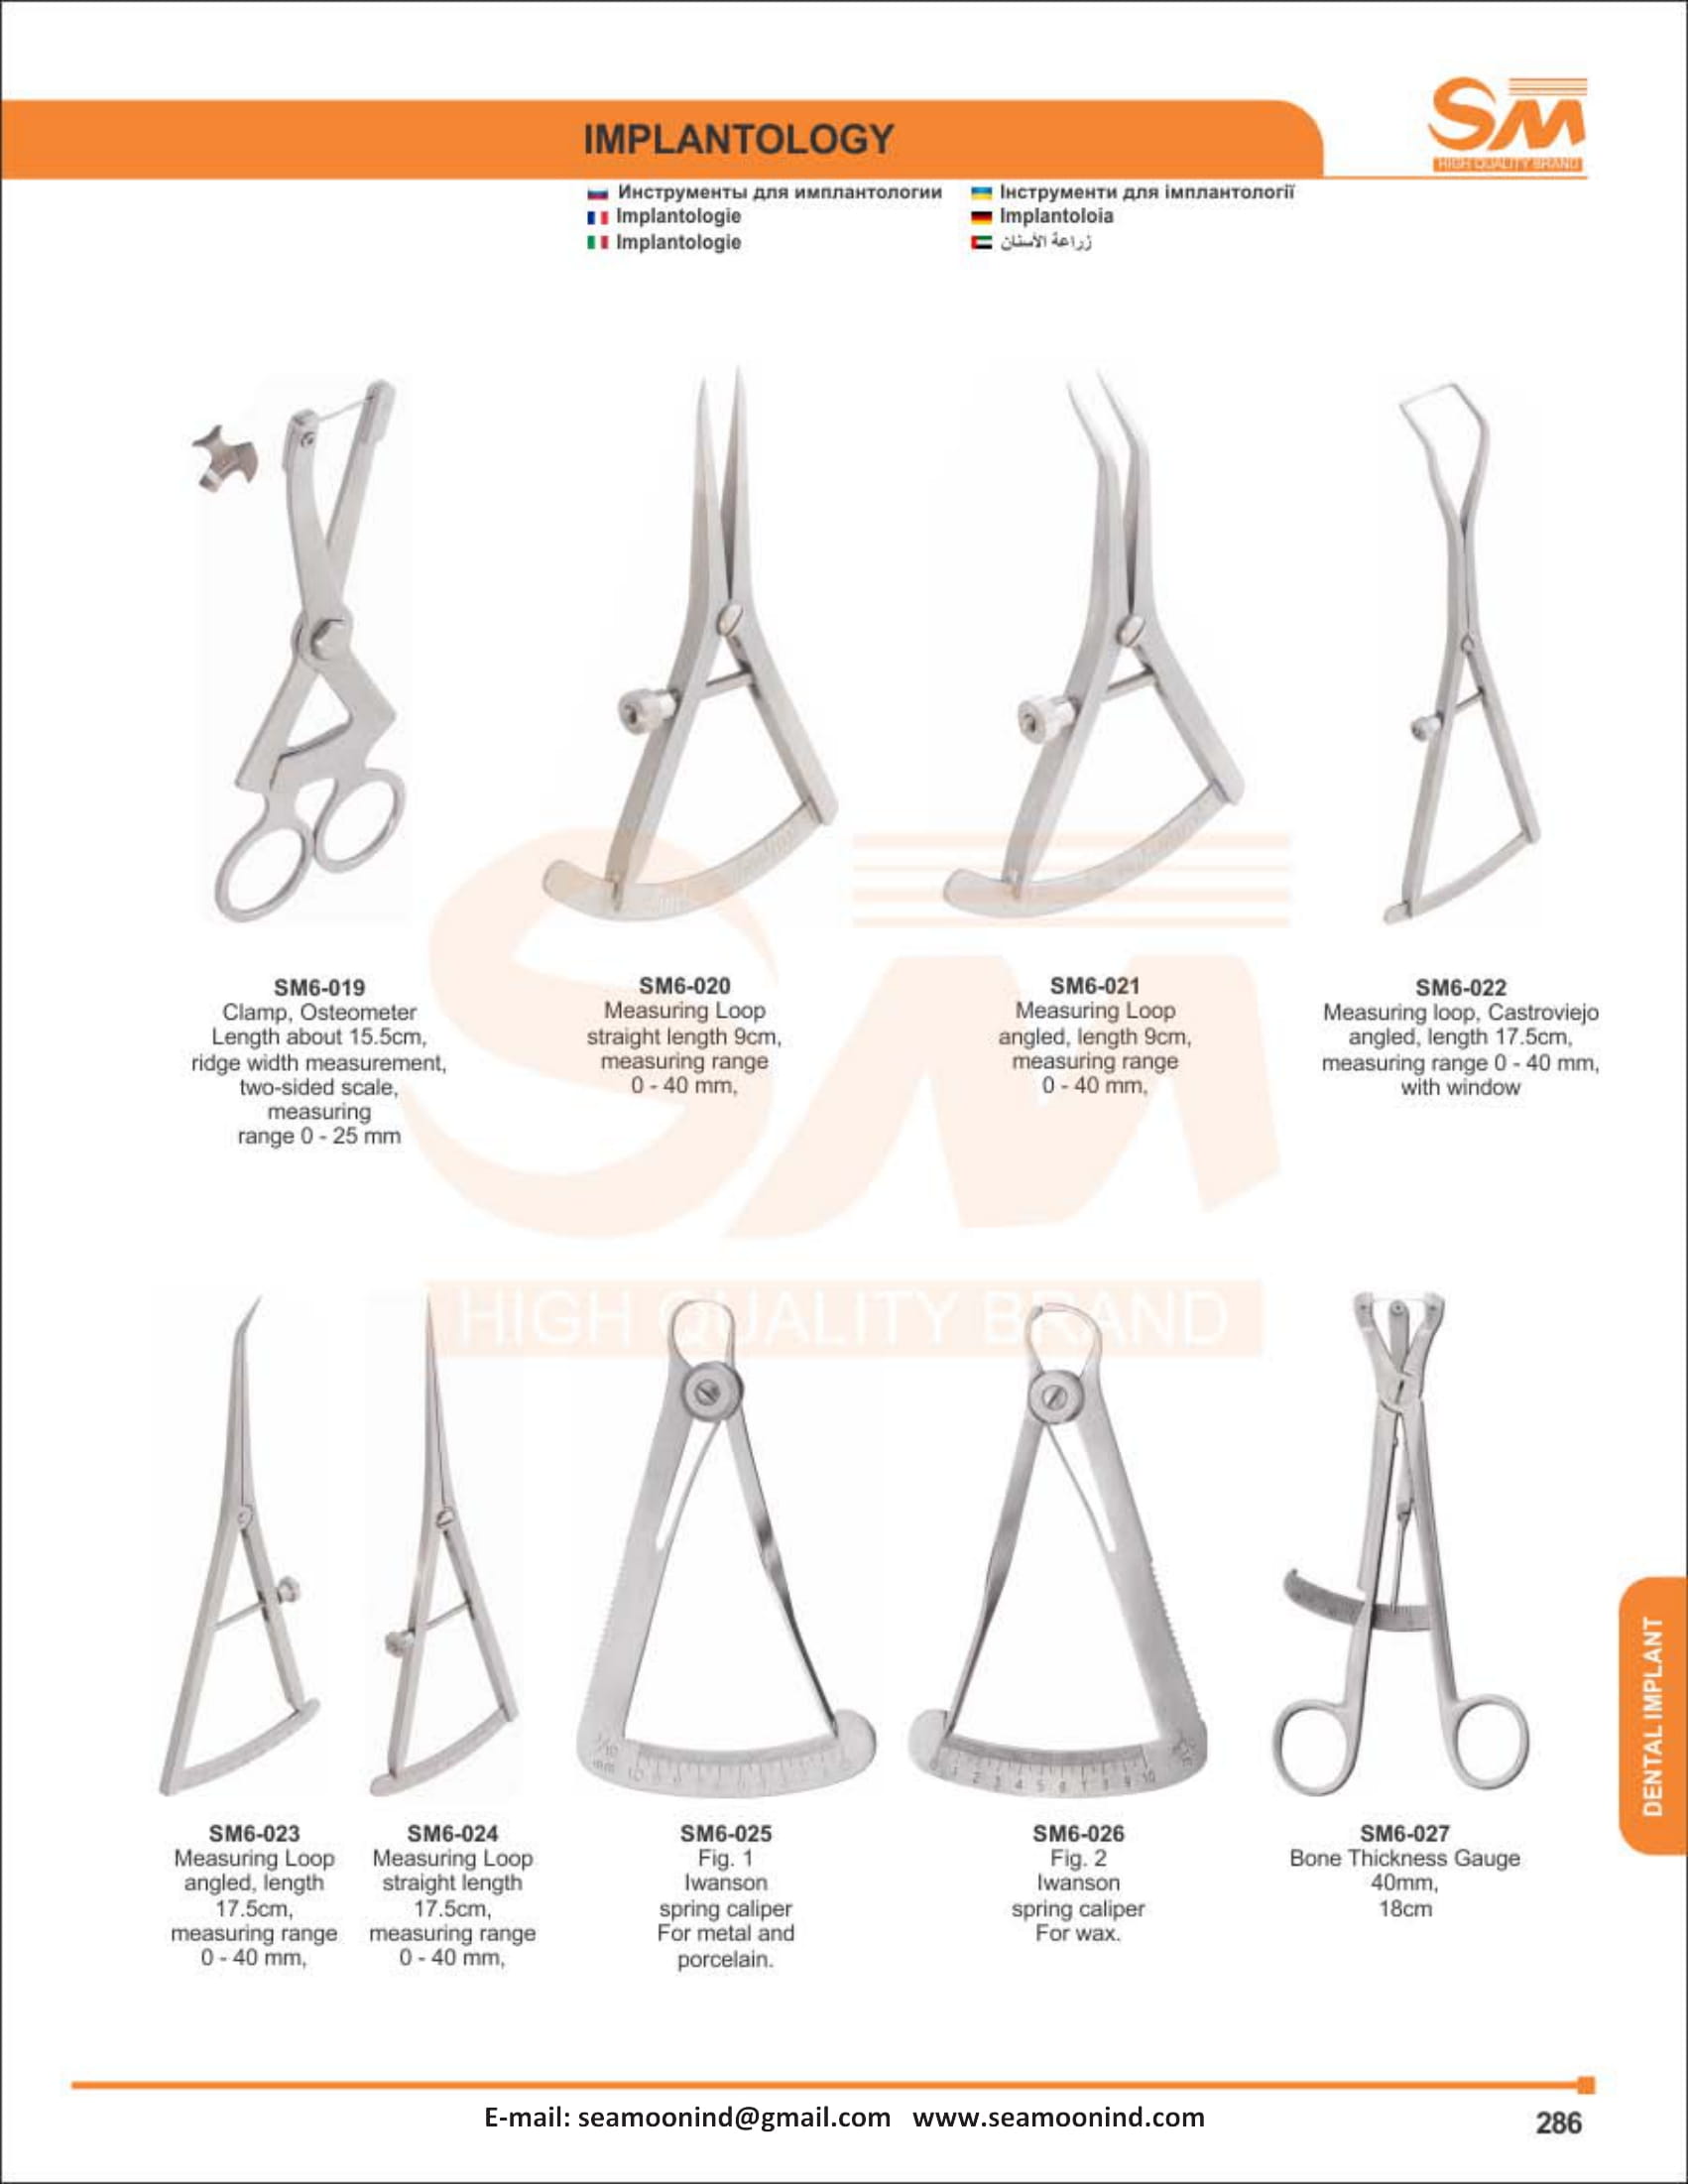 SM
HIGH QUALITY BRAND
IMPLANTOLOGY
Инструменты для имплантологии
Інструменти для імплантології
Implantologie
Implantoloia
Implantologie
زراعة الأسنان
SM6-019
Clamp, Osteometer
Length about 15.5cm,
ridge width measurement,
two-sided scale,
measuring
range 0 - 25 mm
SM6-020
Measuring Loop
straight length 9cm,
measuring range
0 - 40 mm,
SM6-021
Measuring Loop
angled, length 9cm,
measuring range
0 - 40 mm,
SM6-022
Measuring loop, Castroviejo
angled, length 17.5cm,
measuring range 0 - 40 mm,
with window
SM
HIGH QUALITY BRAND
SM6-023
Measuring Loop
angled, length
17.5cm,
measuring range
0 - 40 mm,
SM6-024
Measuring Loop
straight length
17.5cm,
measuring range
0 - 40 mm,
SM6-025
Fig. 1
Iwanson
spring caliper
For metal and
porcelain.
SM6-026
Fig. 2
Iwanson
spring caliper
For wax.
SM6-027
Bone Thickness Gauge
40mm,
18cm
DENTAL IMPLANT
E-mail: seamoonind@gmail.com www.seamoonind.com
286